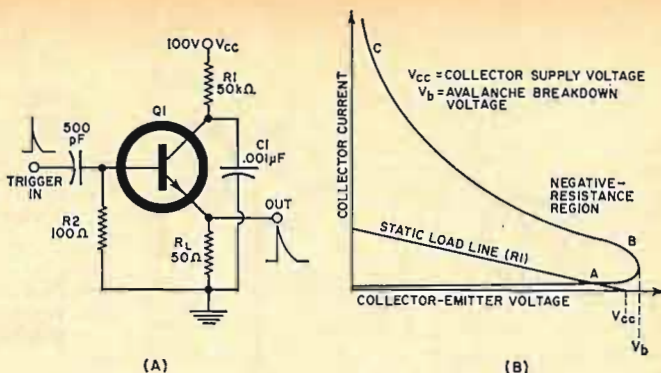 100V
Vcc
R1
50kΩ
Q1
500
pF
C1
.001µF
TRIGGER
IN
R2
100Ω
OUT
RL
50Ω
(A)
COLLECTOR CURRENT
C
Vcc = COLLECTOR SUPPLY VOLTAGE
Vb = AVALANCHE BREAKDOWN
VOLTAGE
NEGATIVE-
RESISTANCE
REGION
B
STATIC LOAD LINE (R1)
A
COLLECTOR-EMITTER VOLTAGE
Vcc
Vb
(B)